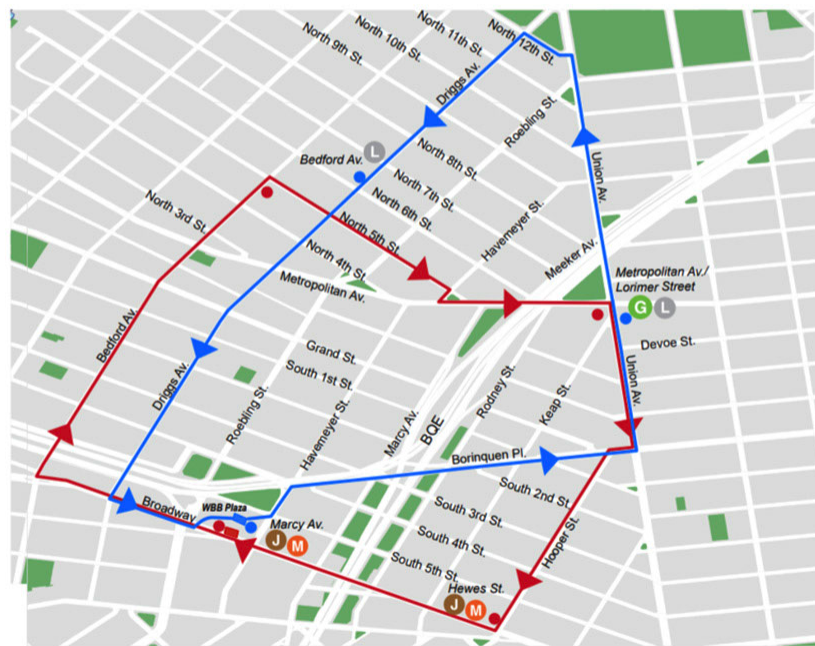 North 12th St.
North 11th St.
North 10th St.
North 9th St.
Driggs Av.
Roebling St.
North 8th St.
Bedford Av.
L
Union Av.
North 7th St.
North 6th St.
North 3rd St.
North 5th St.
Havemeyer St.
Meeker Av.
North 4th St.
Metropolitan Av.
Metropolitan Av./
Lorimer Street
G
L
Devoe St.
Bedford Av.
Grand St.
South 1st St.
Driggs Av.
Roebling St.
Havemeyer St.
Marcy Av.
BQE
Rodney St.
Keap St.
Union Av.
Borinquen Pl.
South 2nd St.
Broadway
WBB Plaza
Marcy Av.
J
M
South 3rd St.
South 4th St.
South 5th St.
Hooper St.
Hewes St.
J
M